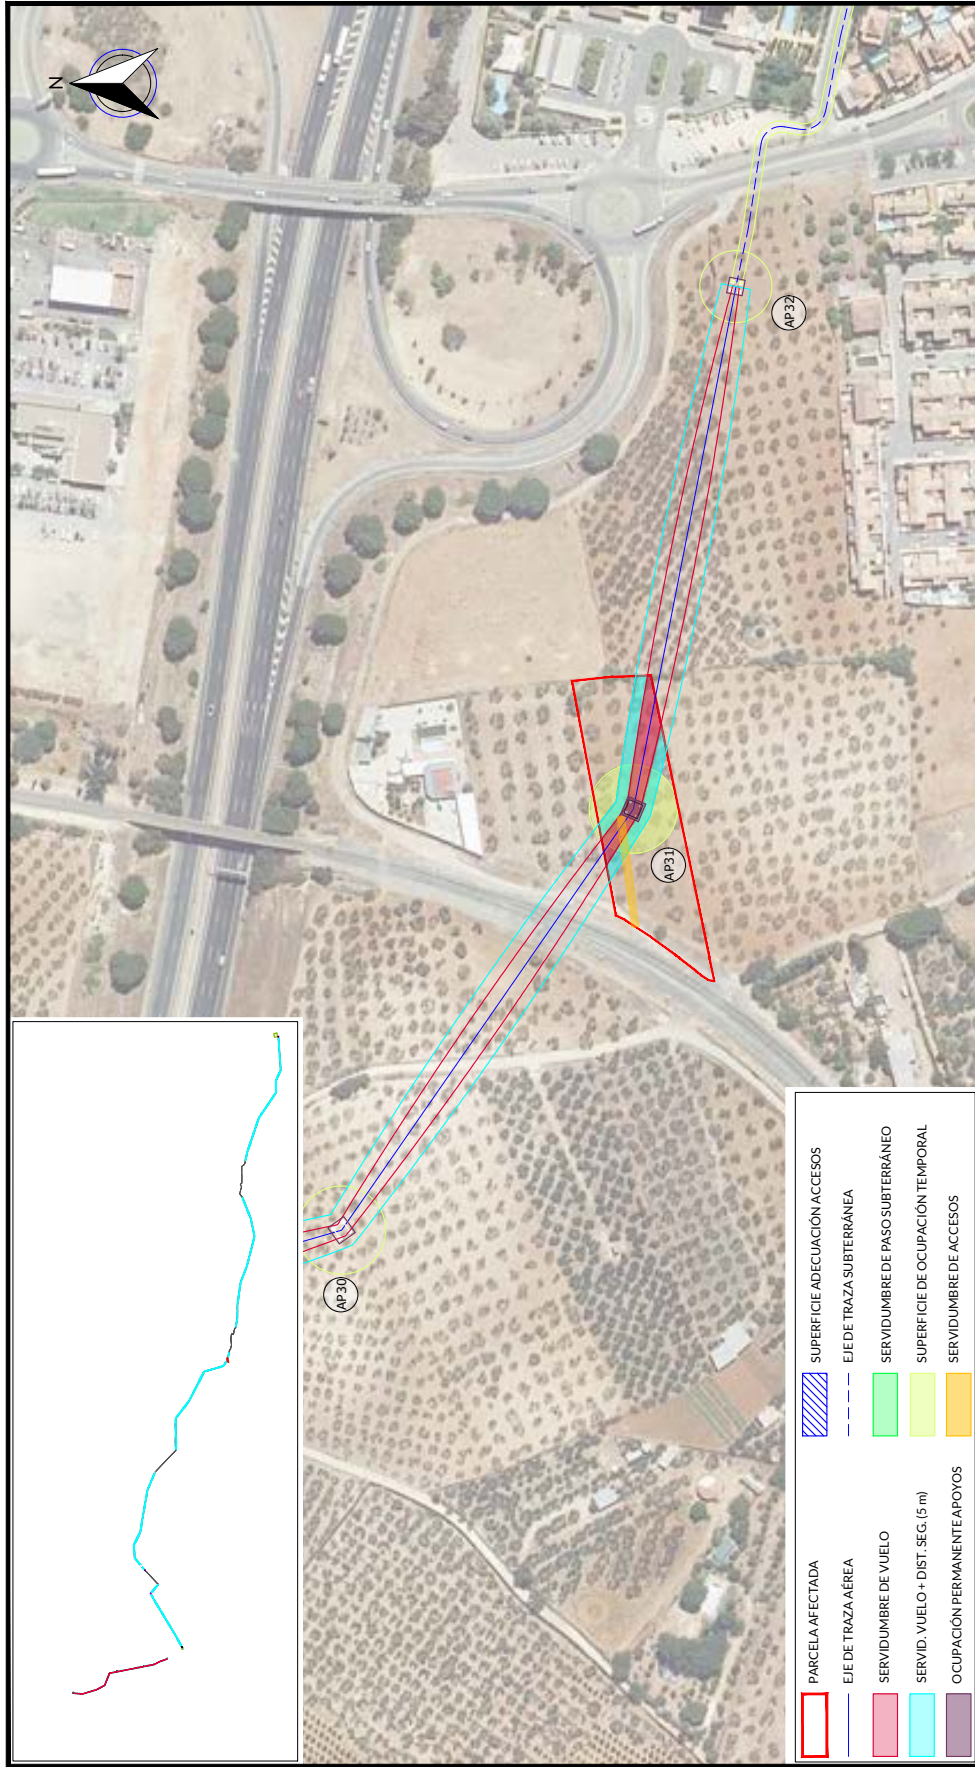 N
AP32
AP31
AP30
PARCELA AFECTADA
EJE DE TRAZA AÉREA
SERVIDUMBRE DE VUELO
SERVID. VUELO + DIST. SEG. (5 m)
OCUPACIÓN PERMANENTE APOYOS
SUPERFICIE ADECUACIÓN ACCESOS
EJE DE TRAZA SUBTERRÁNEA
SERVIDUMBRE DE PASO SUBTERRÁNEO
SUPERFICIE DE OCUPACIÓN TEMPORAL
SERVIDUMBRE DE ACCESOS